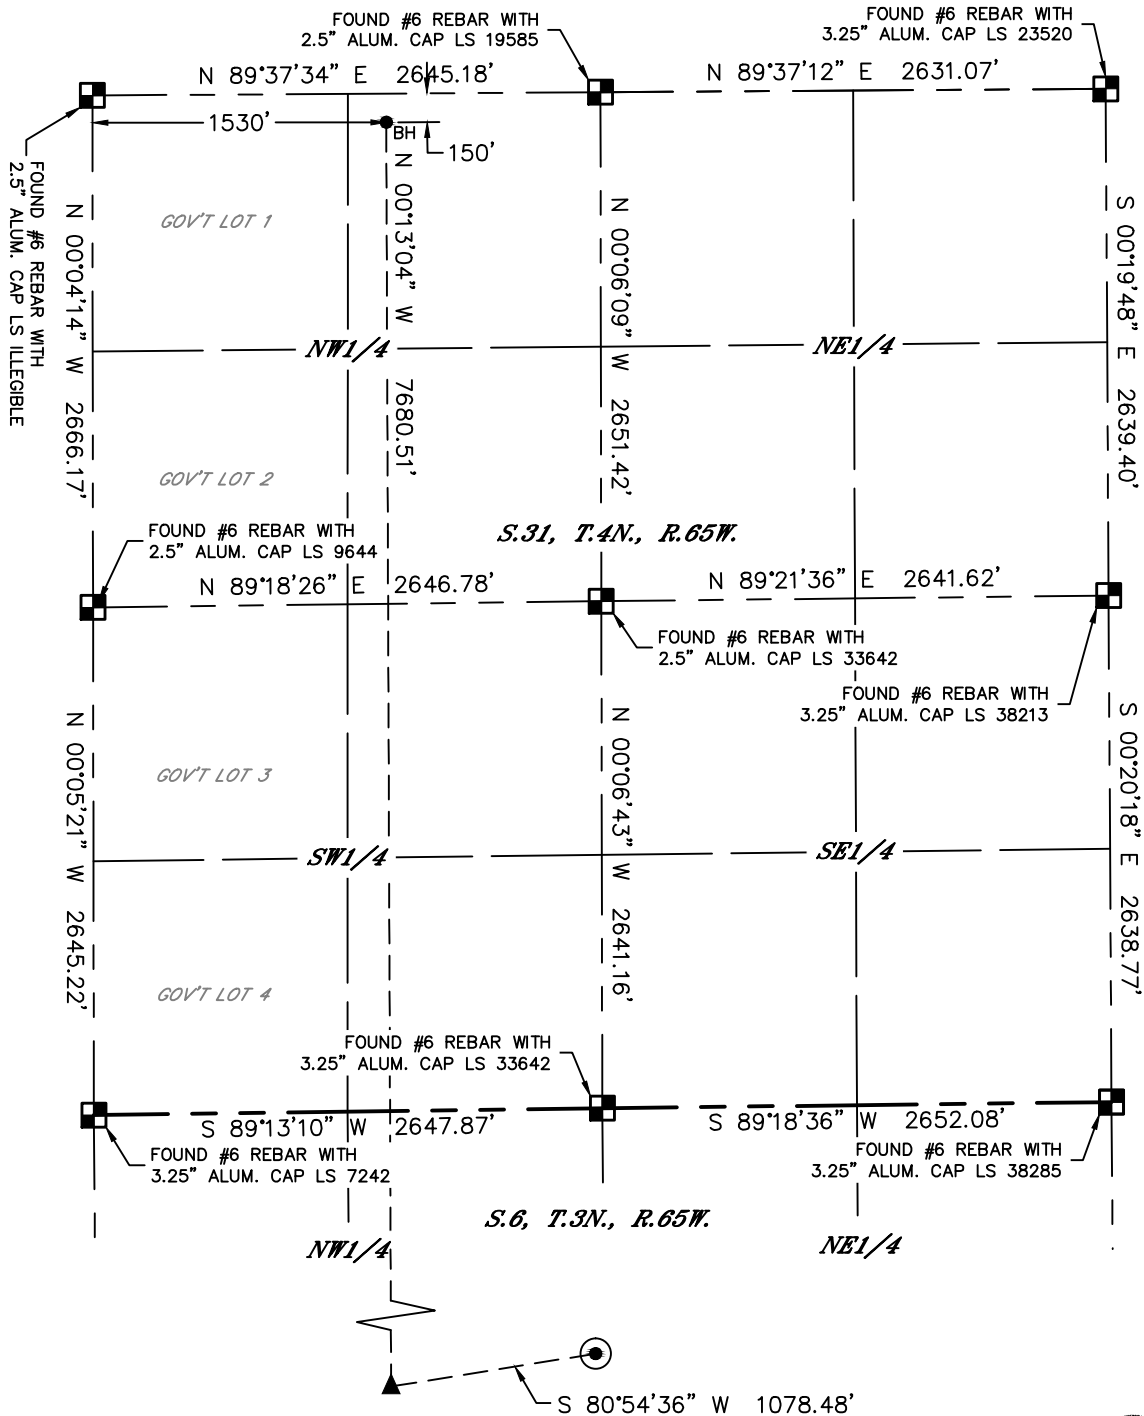 FOUND #6 REBAR WITH
2.5" ALUM. CAP LS 19585
FOUND #6 REBAR WITH
3.25" ALUM. CAP LS 23520
N 89°37'34" E 2645.18'
N 89°37'12" E 2631.07'
1530'
BH
150'
FOUND #6 REBAR WITH
2.5" ALUM. CAP LS ILLEGIBLE
N 00°04'14" W 2666.17'
GOV'T LOT 1
N 00°13'04" W 7680.51'
N 00°06'09" W 2651.42'
S 00°19'48" E 2639.40'
NW1/4
NE1/4
GOV'T LOT 2
S.31, T.4N., R.65W.
FOUND #6 REBAR WITH
2.5" ALUM. CAP LS 9644
N 89°18'26" E 2646.78'
N 89°21'36" E 2641.62'
FOUND #6 REBAR WITH
2.5" ALUM. CAP LS 33642
FOUND #6 REBAR WITH
3.25" ALUM. CAP LS 38213
N 00°05'21" W 2645.22'
GOV'T LOT 3
N 00°06'43" W 2641.16'
S 00°20'18" E 2638.77'
SW1/4
SE1/4
GOV'T LOT 4
FOUND #6 REBAR WITH
3.25" ALUM. CAP LS 33642
S 89°13'10" W 2647.87'
S 89°18'36" W 2652.08'
FOUND #6 REBAR WITH
3.25" ALUM. CAP LS 7242
FOUND #6 REBAR WITH
3.25" ALUM. CAP LS 38285
S.6, T.3N., R.65W.
NW1/4
NE1/4
S 80°54'36" W 1078.48'